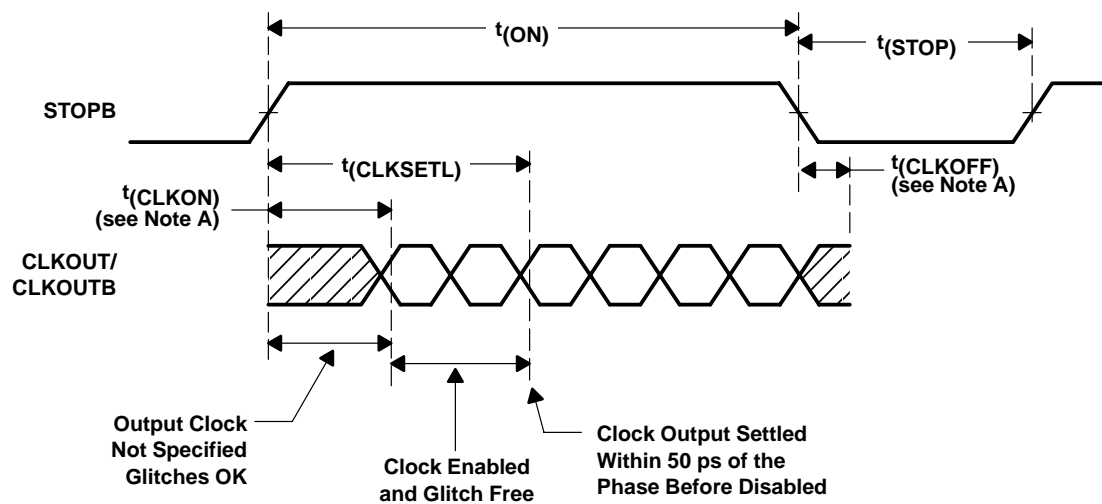 t(ON)
t(STOP)
STOPB
t(CLKSETL)
t(CLKOFF)
(see Note A)
t(CLKON)
(see Note A)
CLKOUT/
CLKOUTB
Output Clock
Not Specified
Glitches OK
Clock Enabled
and Glitch Free
Clock Output Settled
Within 50 ps of the
Phase Before Disabled